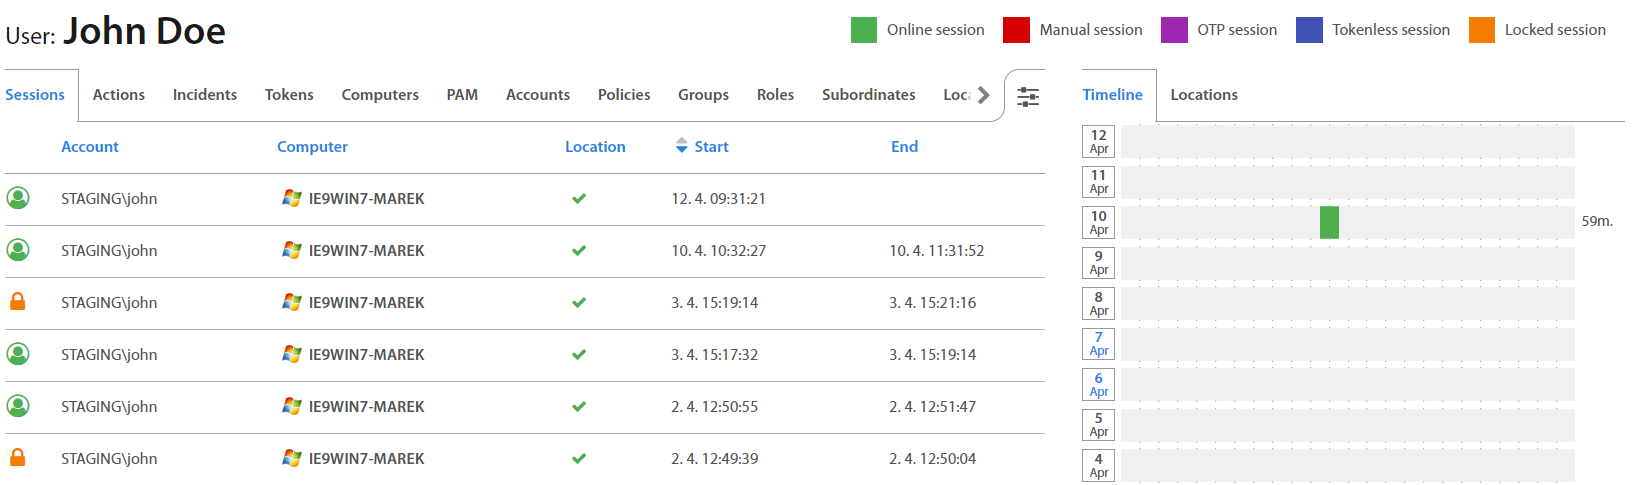 User: John Doe
Online session Manual session OTP session Tokenless session Locked session
Sessions Actions Incidents Tokens Computers PAM Accounts Policies Groups Roles Subordinates
Account Computer Location Start End
STAGING\john IE9WIN7-MAREK 12. 4. 09:31:21
STAGING\john IE9WIN7-MAREK 10. 4. 10:32:27 10. 4. 11:31:52
STAGING\john IE9WIN7-MAREK 3. 4. 15:19:14 3. 4. 15:21:16
STAGING\john IE9WIN7-MAREK 3. 4. 15:17:32 3. 4. 15:19:14
STAGING\john IE9WIN7-MAREK 2. 4. 12:50:55 2. 4. 12:51:47
STAGING\john IE9WIN7-MAREK 2. 4. 12:49:39 2. 4. 12:50:04
Timeline Locations
12
Apr
11
Apr
10
Apr
59m.
9
Apr
8
Apr
7
Apr
6
Apr
5
Apr
4
Apr